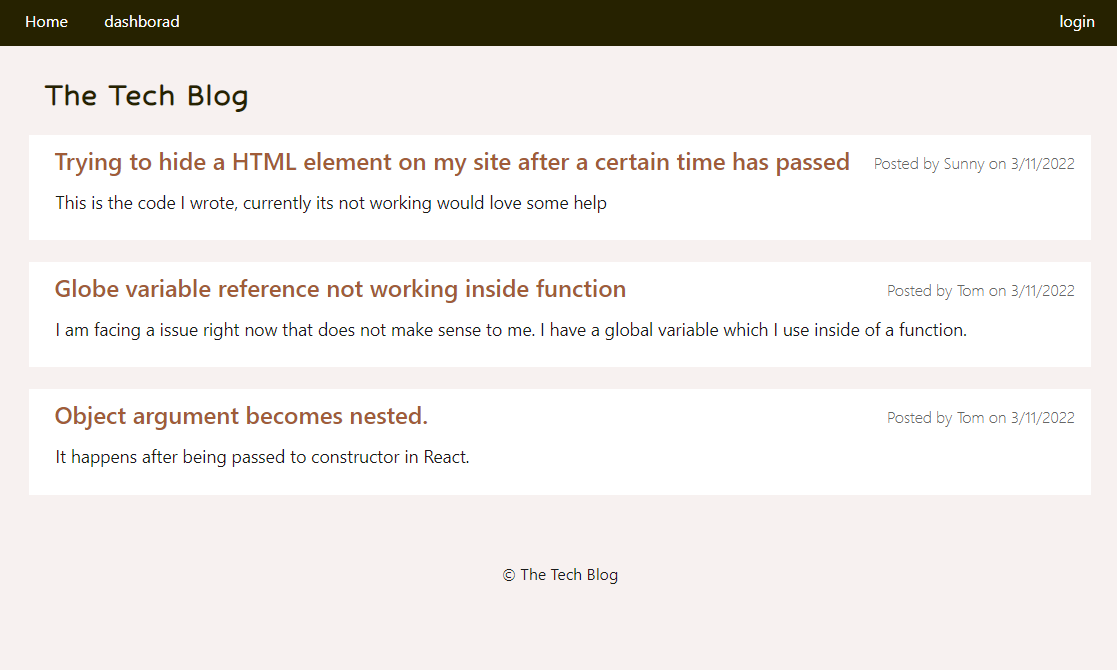 Home dashborad login
The Tech Blog
Trying to hide a HTML element on my site after a certain time has passed Posted by Sunny on 3/11/2022
This is the code I wrote, currently its not working would love some help
Globe variable reference not working inside function Posted by Tom on 3/11/2022
I am facing a issue right now that does not make sense to me. I have a global variable which I use inside of a function.
Object argument becomes nested. Posted by Tom on 3/11/2022
It happens after being passed to constructor in React.
© The Tech Blog